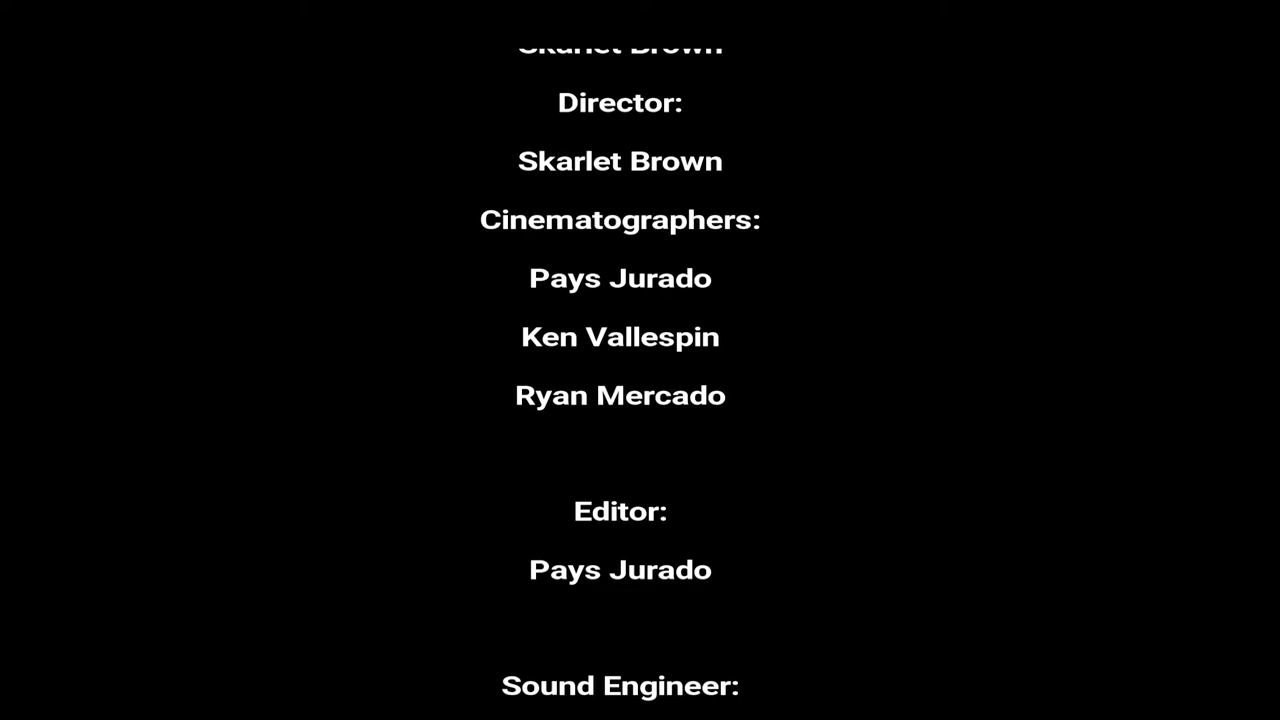 Skarlet Brown
Director:
Skarlet Brown
Cinematographers:
Pays Jurado
Ken Vallespin
Ryan Mercado
Editor:
Pays Jurado
Sound Engineer: